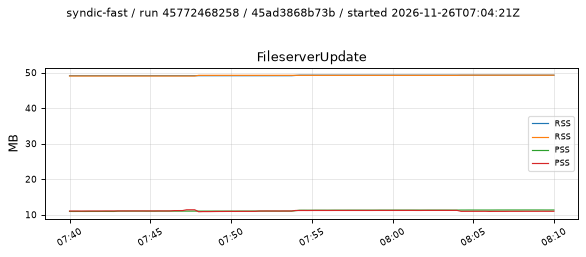 syndic-fast / run 45772468258 / 45ad3868b73b / started 2026-11-26T07:04:21Z
FileserverUpdate
MB
50
40
30
20
10
RSS
RSS
PSS
PSS
07:40
07:45
07:50
07:55
08:00
08:05
08:10